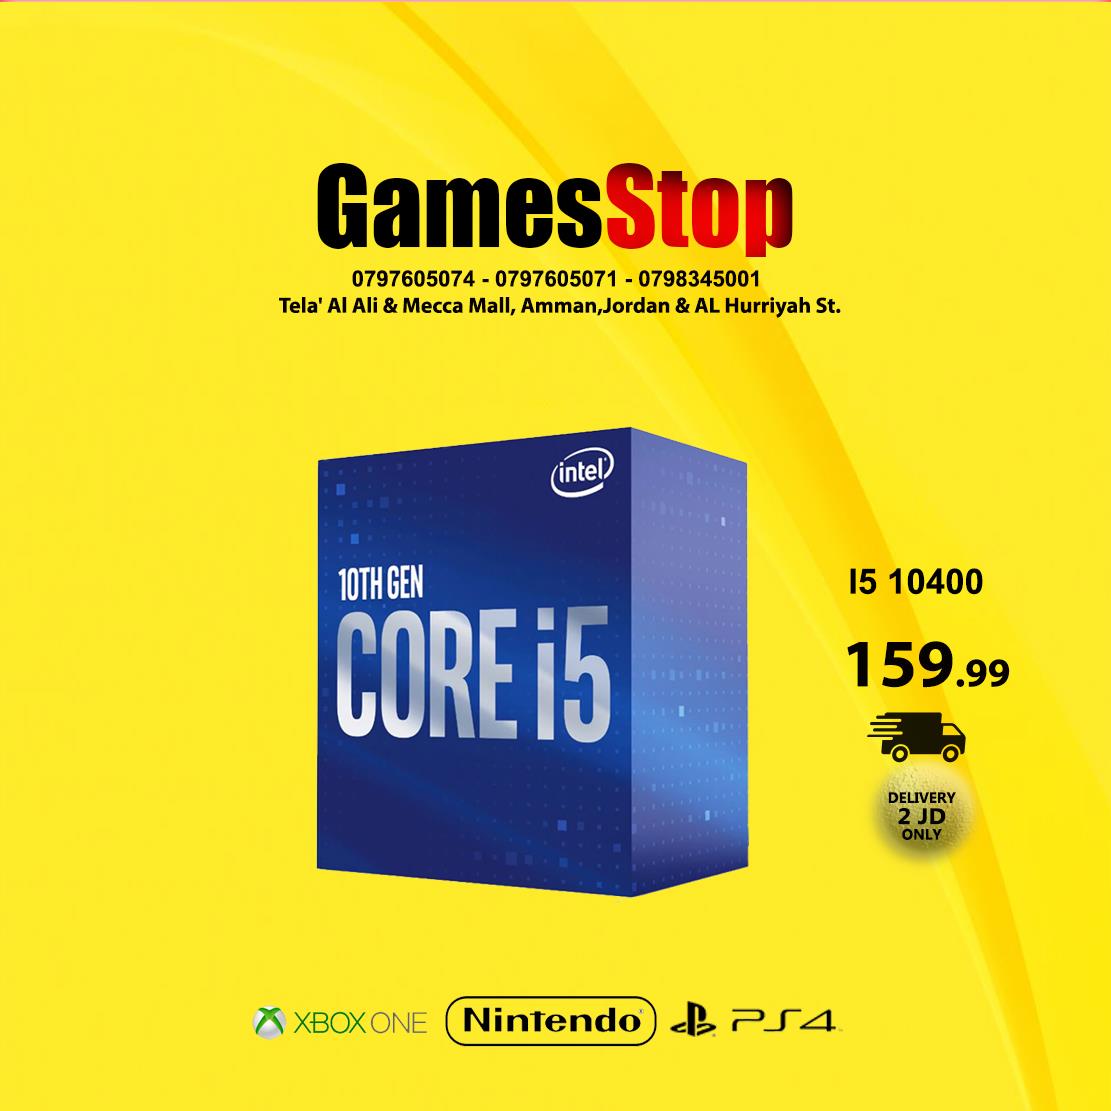 GamesStop
0797605074 - 0797605071 - 0798345001
Tela' Al Ali & Mecca Mall, Amman,Jordan & AL Hurriyah St.
intel
10TH GEN
CORE i5
I5 10400
159.99
DELIVERY
2 JD
ONLY
XBOX ONE Nintendo PS4